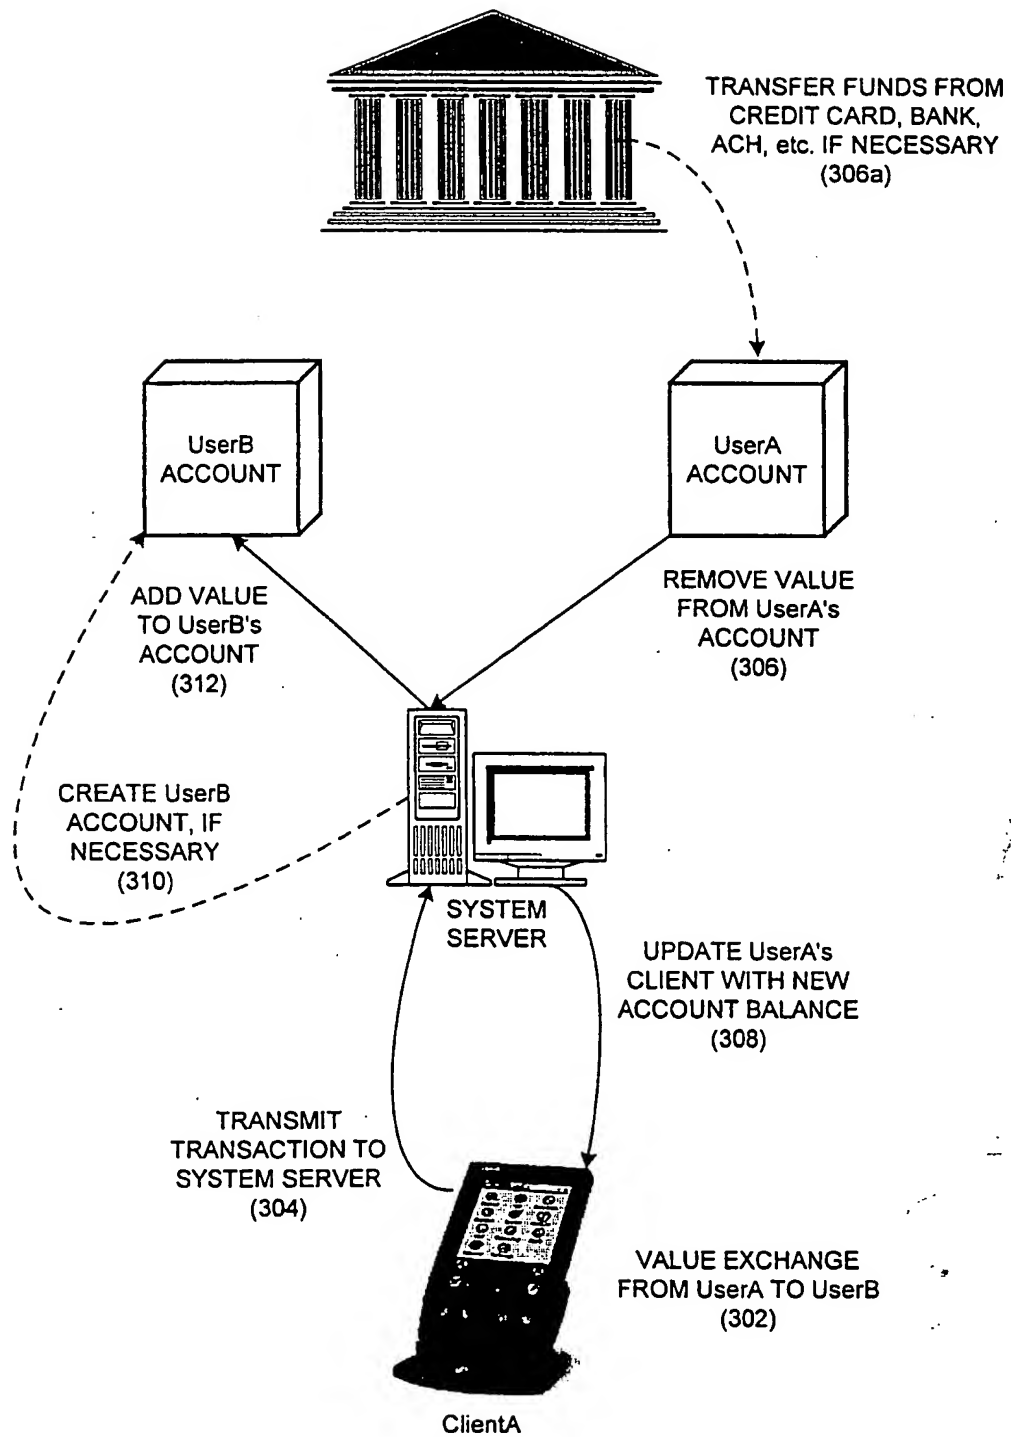 TRANSFER FUNDS FROM
CREDIT CARD, BANK,
ACH, etc. IF NECESSARY
(306a)
UserB
ACCOUNT
UserA
ACCOUNT
ADD VALUE
TO UserB's
ACCOUNT
(312)
REMOVE VALUE
FROM UserA's
ACCOUNT
(306)
CREATE UserB
ACCOUNT, IF
NECESSARY
(310)
SYSTEM
SERVER
UPDATE UserA's
CLIENT WITH NEW
ACCOUNT BALANCE
(308)
TRANSMIT
TRANSACTION TO
SYSTEM SERVER
(304)
VALUE EXCHANGE
FROM UserA TO UserB
(302)
ClientA